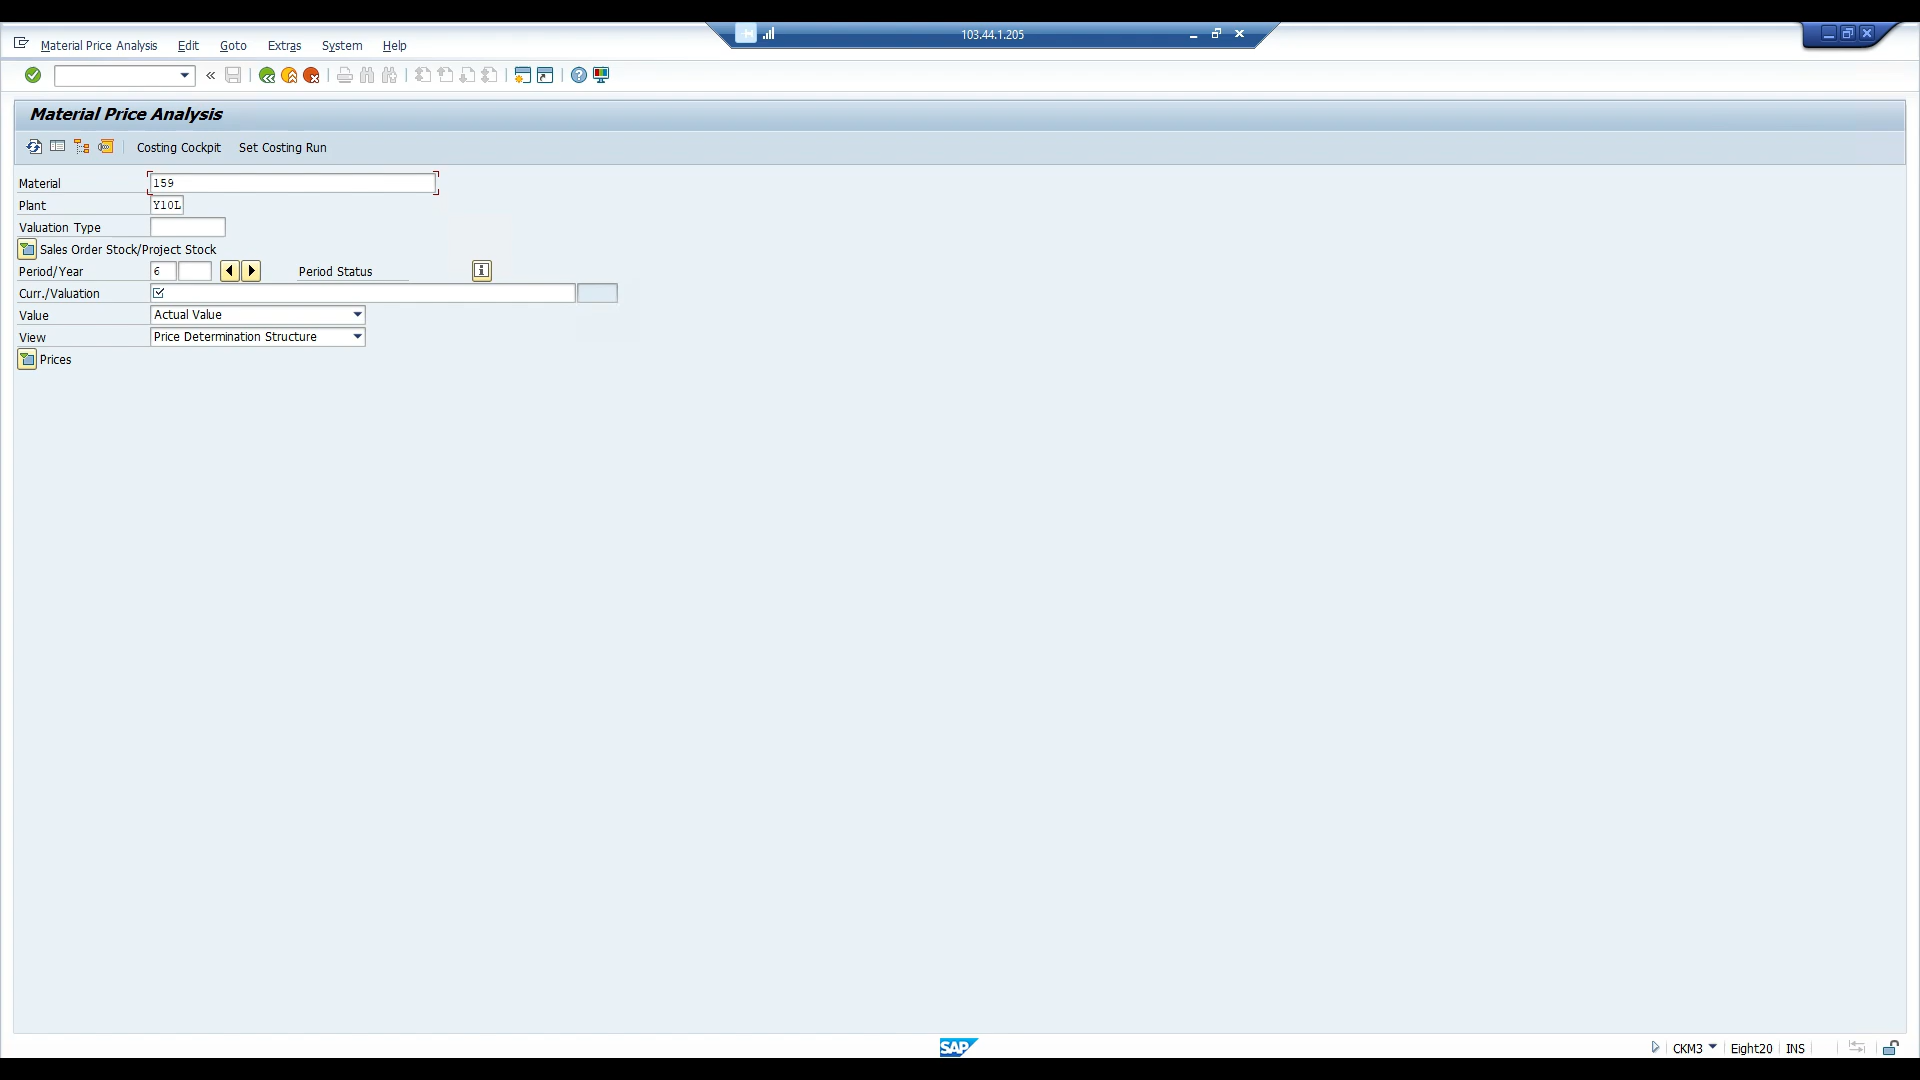 103.44.1.205
Material Price Analysis Edit Goto Extras System Help
Material Price Analysis
Costing Cockpit Set Costing Run
Material 159
Plant Y10L
Valuation Type
Sales Order Stock/Project Stock
Period/Year 6 Period Status
Curr./Valuation
Value Actual Value
View Price Determination Structure
Prices
SAP CKM3 Eight20 INS